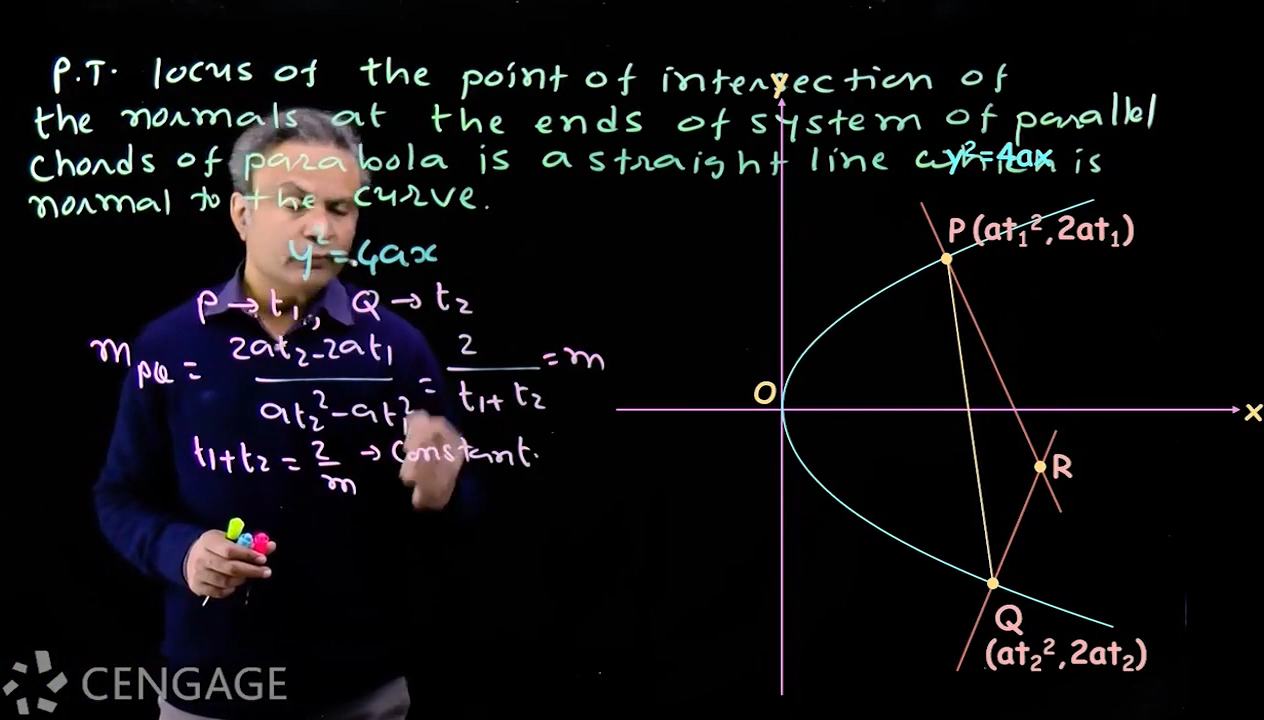 P.T. locus of the point of intersection of
the normals at the ends of system of parallel
chords of parabola is a straight line which is
normal to the curve.
y² = 4ax
P → t₁, Q → t₂
m_PQ = (2at₂ - 2at₁)/(at₂² - at₁²) = 2/(t₁ + t₂) = m
t₁ + t₂ = 2/m → Constant.
y
y²=4ax
P(at₁², 2at₁)
O
x
R
Q
(at₂², 2at₂)
CENGAGE